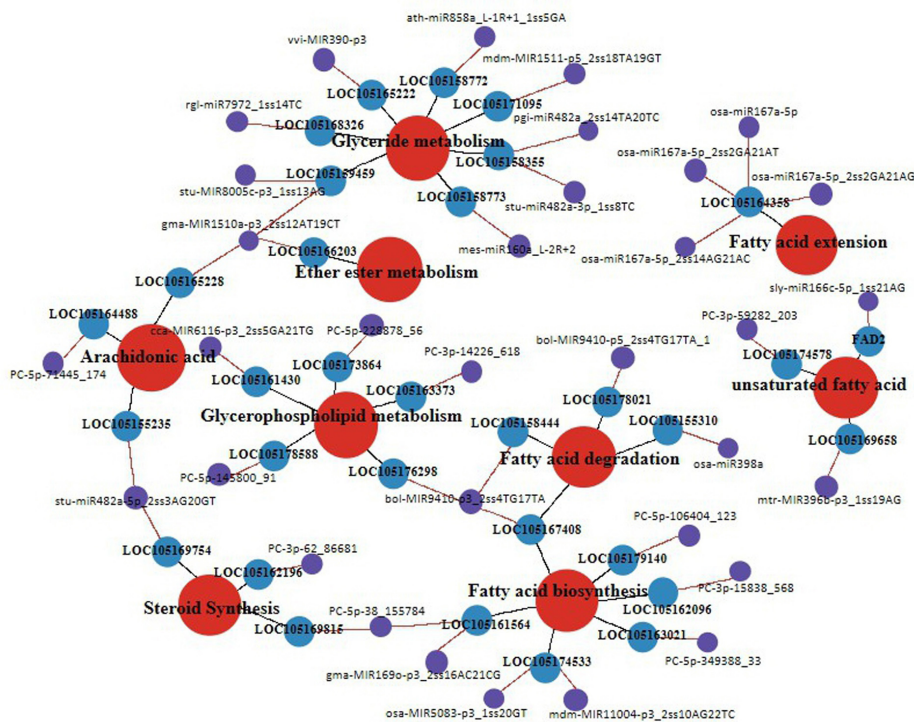 ath-miR858a_L-1R+1_1ss5GA
vvi-MIR390-p3
mdm-MIR1511-p5_2ss18TA19GT
LOC105158772
LOC105165222
LOC105171095
rgl-miR7972_1ss14TC
pgi-miR482a_2ss14TA20TC
osa-miR167a-5p
LOC105168326
Glyceride metabolism
osa-miR167a-5p_2ss2GA21AT
LOC105158355
osa-miR167a-5p_2ss2GA21AG
LOC105159459
stu-MIR8005c-p3_1ss13AG
LOC105158773
stu-miR482a-3p_1ss8TC
LOC105164358
gma-MIR1510a-p3_2ss12AT19CT
mes-miR160a_L-2R+2
Fatty acid extension
LOC105166203
osa-miR167a-5p_2ss14AG21AC
Ether ester metabolism
LOC105165228
sly-miR166c-5p_1ss21AG
LOC105164488
cca-MIR6116-p3_2ss5GA21TG
PC-5p-228878_56
PC-3p-59282_203
FAD2
Arachidonic acid
PC-3p-14226_618
bol-MIR9410-p5_2ss4TG17TA_1
LOC105174578
PC-5p-71445_174
LOC105173864
LOC105161430
LOC105163373
unsaturated fatty acid
LOC105178021
LOC105155235
Glycerophospholipid metabolism
LOC105158444
LOC105155310
LOC105169658
LOC105178588
Fatty acid degradation
PC-5p-145800_91
LOC105176298
osa-miR398a
stu-miR482a-5p_2ss3AG20GT
bol-MIR9410-p3_2ss4TG17TA
mtr-MIR396b-p3_1ss19AG
PC-5p-106404_123
LOC105167408
LOC105169754
PC-3p-62_86681
LOC105179140
LOC105162196
PC-3p-15838_568
Fatty acid biosynthesis
Steroid Synthesis
PC-5p-38_155784
LOC105162096
LOC105169815
LOC105161564
LOC105163021
PC-5p-349388_33
LOC105174533
gma-MIR169o-p3_2ss16AC21CG
osa-MIR5083-p3_1ss20GT
mdm-MIR11004-p3_2ss10AG22TC